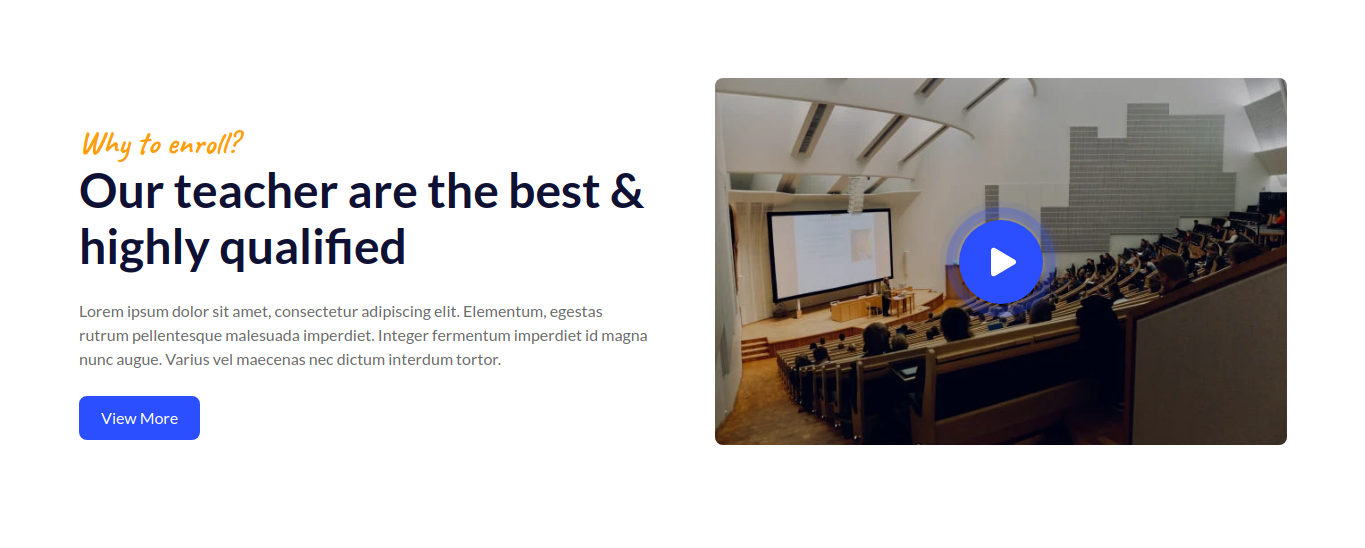 Why to enroll?
Our teacher are the best &
highly qualified
Lorem ipsum dolor sit amet, consectetur adipiscing elit. Elementum, egestas
rutrum pellentesque malesuada imperdiet. Integer fermentum imperdiet id magna
nunc augue. Varius vel maecenas nec dictum interdum tortor.
View More